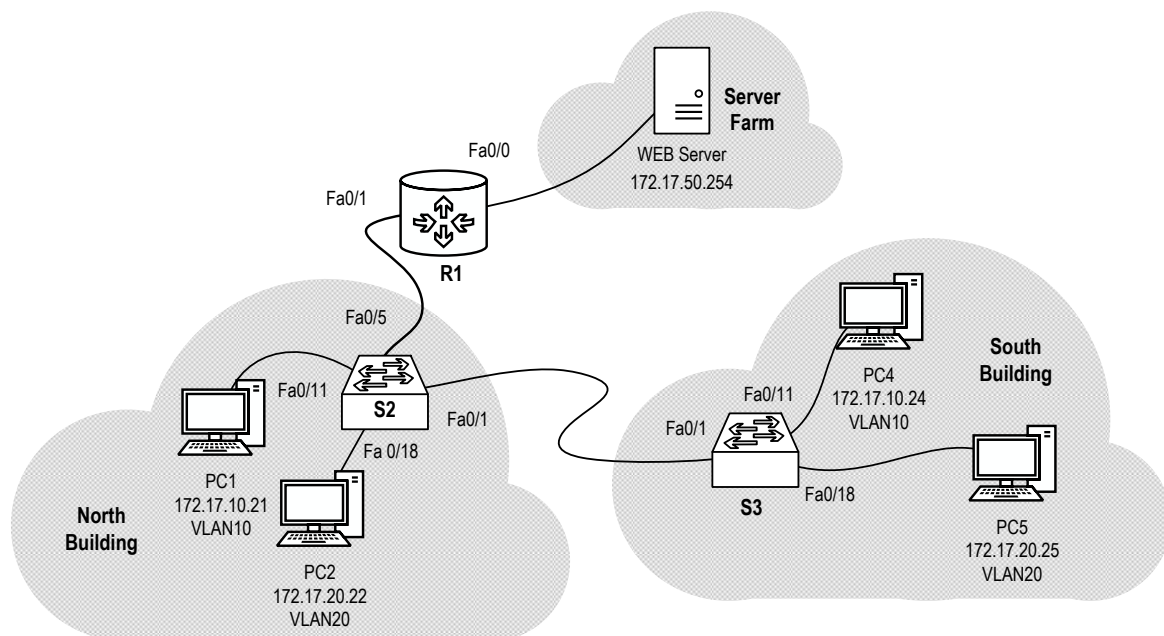 Server
Farm
WEB Server
172.17.50.254
Fa0/0
Fa0/1
R1
Fa0/5
Fa0/11
S2
Fa0/1
Fa 0/18
PC1
172.17.10.21
VLAN10
North
Building
PC2
172.17.20.22
VLAN20
South
Building
PC4
172.17.10.24
VLAN10
Fa0/11
Fa0/1
S3
Fa0/18
PC5
172.17.20.25
VLAN20